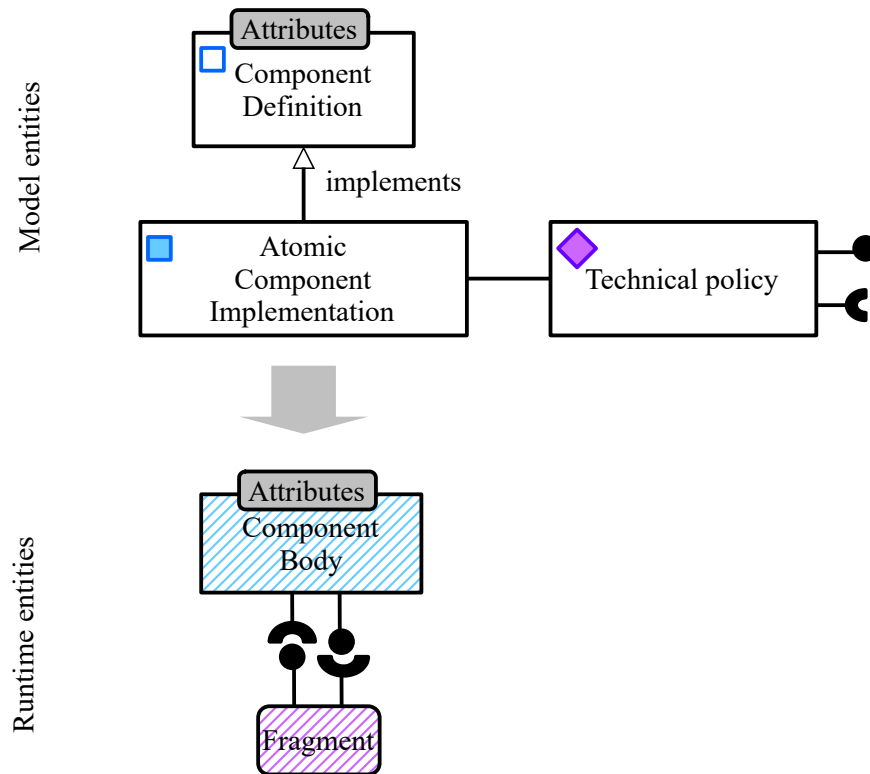 Model entities
Attributes
Component
Definition
implements
Atomic
Component
Implementation
Technical policy
Runtime entities
Attributes
Component
Body
Fragment